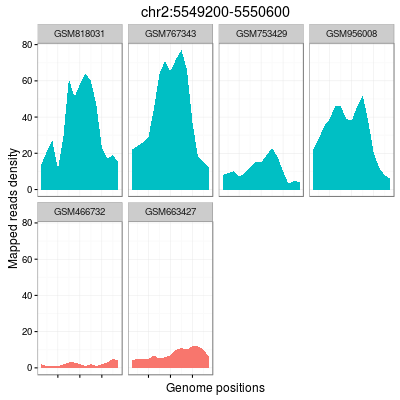 chr2:5549200-5550600
GSM818031 GSM767343 GSM753429 GSM956008
80
60
40
20
0
Mapped reads density
GSM466732 GSM663427
80
60
40
20
0
Genome positions